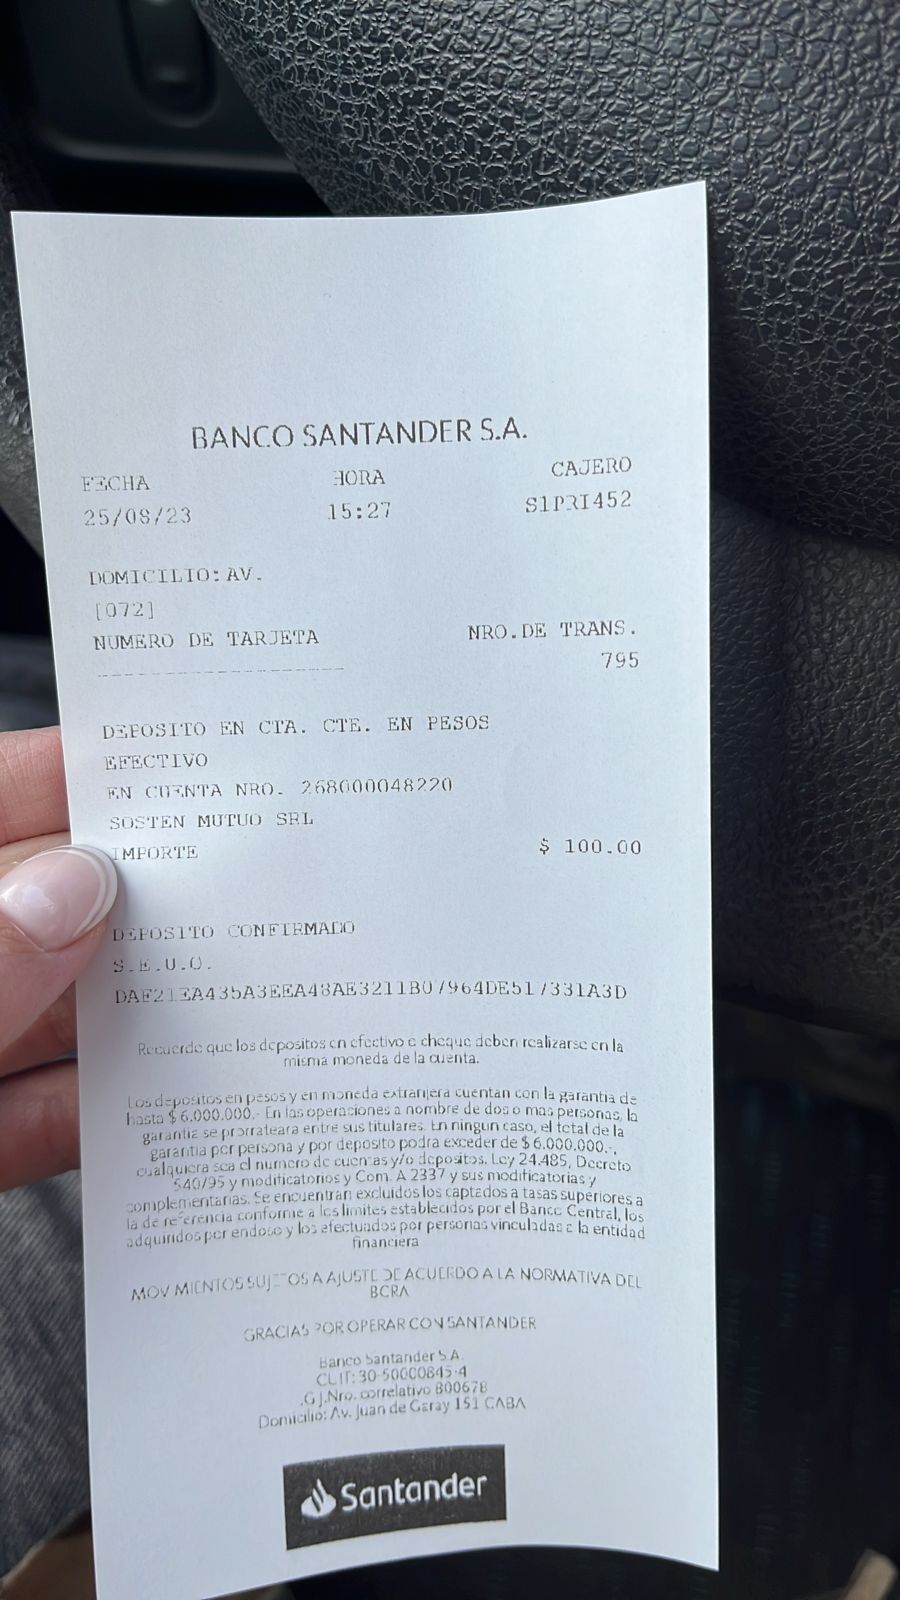 BANCO SANTANDER S.A.
FECHA HORA CAJERO
25/08/23 15:27 S1PRI452
DOMICILIO: AV.
[072]
NUMERO DE TARJETA NRO.DE TRANS.
-------------------- 795
DEPOSITO EN CTA. CTE. EN PESOS
EFECTIVO
EN CUENTA NRO. 268000048220
SOSTEN MUTUO SRL
IMPORTE $ 100.00
DEPOSITO CONFIRMADO
S.E.U.O.
DAF21EA435A3EEA48AE3211B07964DE517331A3D
Recuerde que los depositos en efectivo o cheque deben realizarse en la
misma moneda de la cuenta.
Los depositos en pesos y en moneda extranjera cuentan con la garantia de
hasta $ 6.000.000.- En las operaciones a nombre de dos o mas personas, la
garantia se prorrateara entre sus titulares. En ningun caso, el total de la
garantia por persona y por deposito podra exceder de $ 6.000.000.-,
cualquiera sea el numero de cuentas y/o depositos. Ley 24.485, Decreto
540/95 y modificatorios y Com. A 2337 y sus modificatorias y
complementarias. Se encuentran excluidos los captados a tasas superiores a
la de referencia conforme a los limites establecidos por el Banco Central, los
adquiridos por endoso y los efectuados por personas vinculadas a la entidad
financiera
MOVIMIENTOS SUJETOS A AJUSTE DE ACUERDO A LA NORMATIVA DEL
BCRA
GRACIAS POR OPERAR CON SANTANDER
Banco Santander S.A.
CUIT: 30-50000845-4
.G J.Nro. correlativo 800678
Domicilio: Av. Juan de Garay 151 CABA
Santander